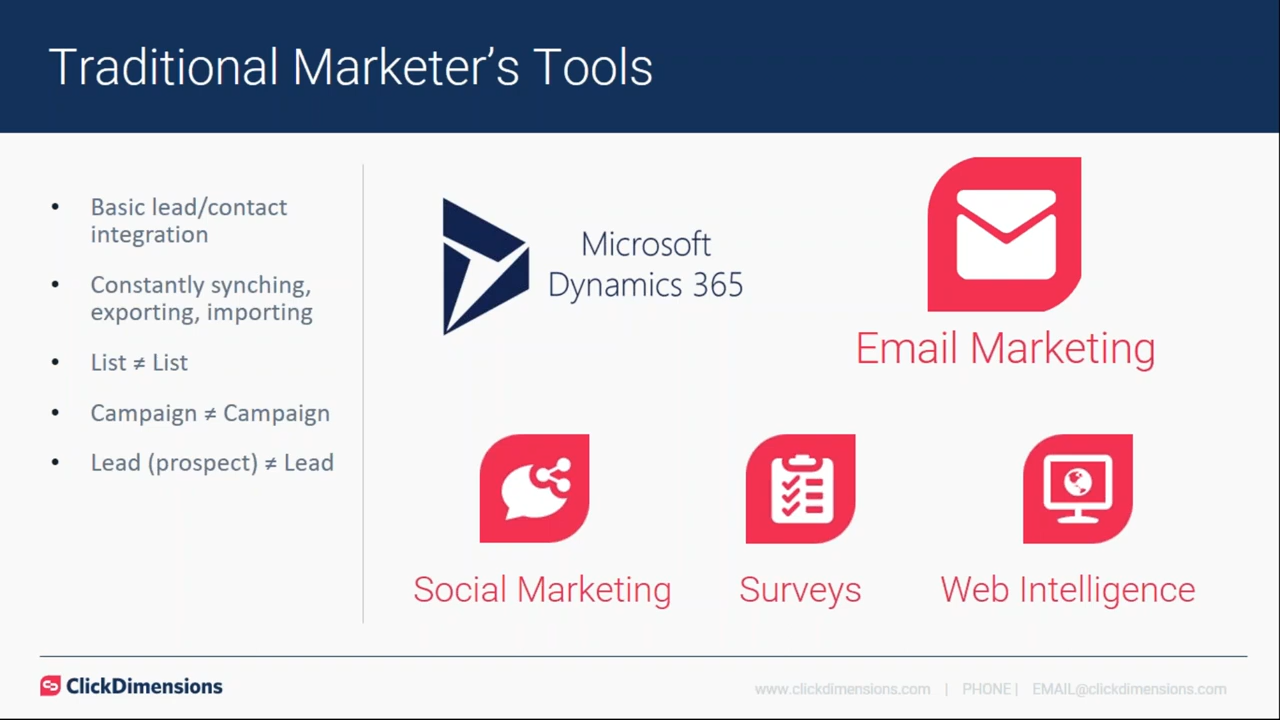 Traditional Marketer's Tools
• Basic lead/contact
integration
• Constantly synching,
exporting, importing
• List ≠ List
• Campaign ≠ Campaign
• Lead (prospect) ≠ Lead
Microsoft
Dynamics 365
Email Marketing
Social Marketing
Surveys
Web Intelligence
ClickDimensions
www.clickdimensions.com | PHONE | EMAIL@clickdimensions.com